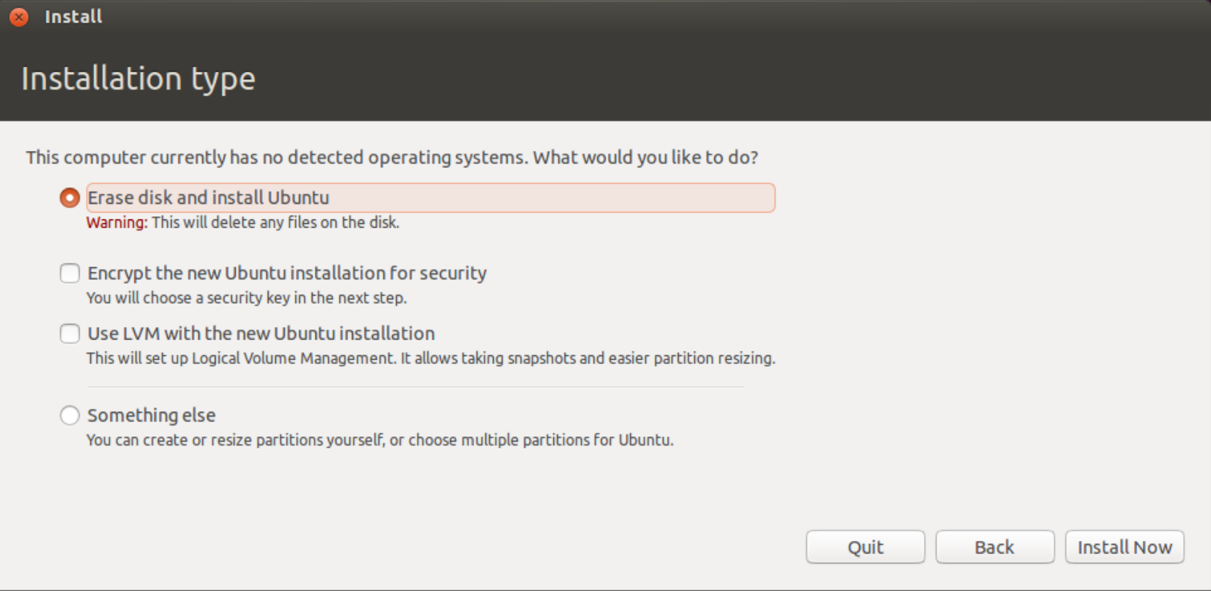 Install
Installation type
This computer currently has no detected operating systems. What would you like to do?
Erase disk and install Ubuntu
Warning: This will delete any files on the disk.
Encrypt the new Ubuntu installation for security
You will choose a security key in the next step.
Use LVM with the new Ubuntu installation
This will set up Logical Volume Management. It allows taking snapshots and easier partition resizing.
Something else
You can create or resize partitions yourself, or choose multiple partitions for Ubuntu.
Quit Back Install Now